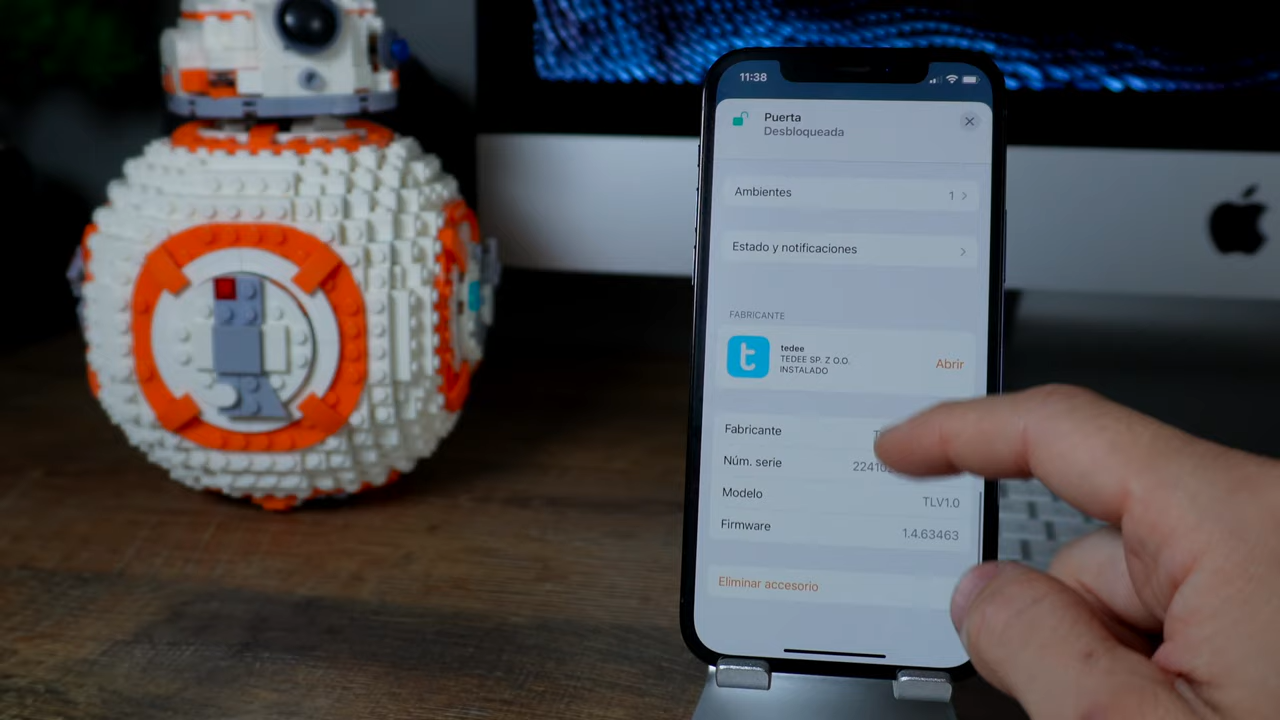 11:38
Puerta
Desbloqueada
Ambientes 1
Estado y notificaciones
FABRICANTE
t
tedee
TEDEE SP. Z O.O.
INSTALADO
Abrir
Fabricante
Núm. serie
Modelo TLV1.0
Firmware 1.4.63463
Eliminar accesorio